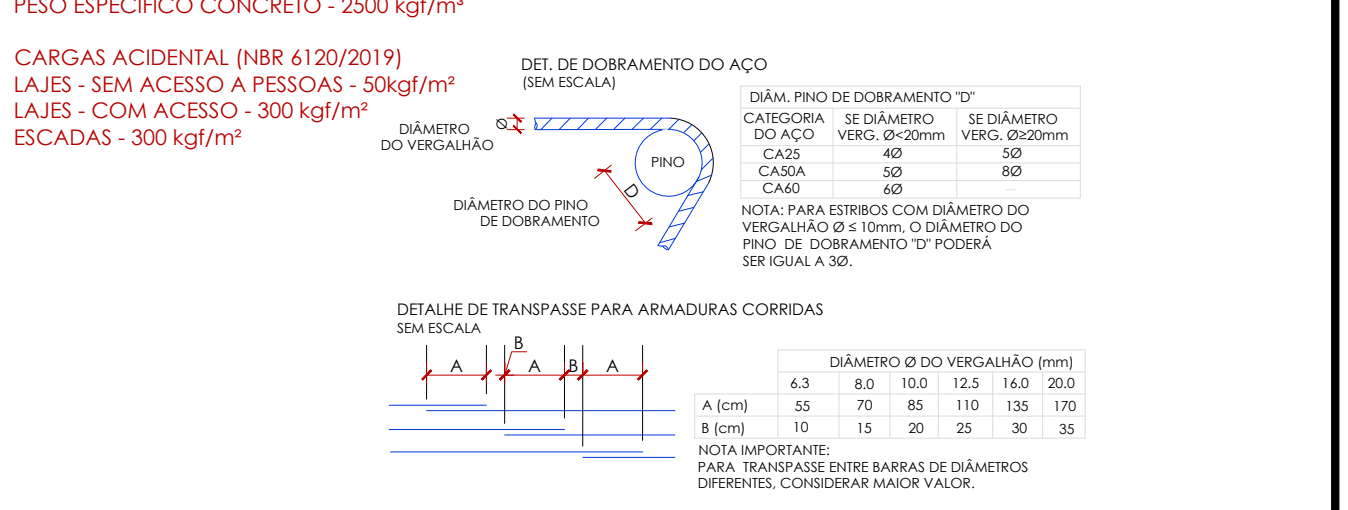 PESO ESPECÍFICO CONCRETO - 2500 kgf/m³
CARGAS ACIDENTAL (NBR 6120/2019)
LAJES - SEM ACESSO A PESSOAS - 50kgf/m²
LAJES - COM ACESSO - 300 kgf/m²
ESCADAS - 300 kgf/m²
DET. DE DOBRAMENTO DO AÇO
(SEM ESCALA)
DIÂMETRO
DO VERGALHÃO
Ø
PINO
D
DIÂMETRO DO PINO
DE DOBRAMENTO
DIÂM. PINO DE DOBRAMENTO "D"
CATEGORIA DO AÇO SE DIÂMETRO VERG. Ø<20mm SE DIÂMETRO VERG. Ø≥20mm
CA25 4Ø 5Ø
CA50A 5Ø 8Ø
CA60 6Ø —
NOTA: PARA ESTRIBOS COM DIÂMETRO DO
VERGALHÃO Ø ≤ 10mm, O DIÂMETRO DO
PINO DE DOBRAMENTO "D" PODERÁ
SER IGUAL A 3Ø.
DETALHE DE TRANSPASSE PARA ARMADURAS CORRIDAS
SEM ESCALA
B
A A B A
DIÂMETRO Ø DO VERGALHÃO (mm)
6.3 8.0 10.0 12.5 16.0 20.0
A (cm) 55 70 85 110 135 170
B (cm) 10 15 20 25 30 35
NOTA IMPORTANTE:
PARA TRANSPASSE ENTRE BARRAS DE DIÂMETROS
DIFERENTES, CONSIDERAR MAIOR VALOR.